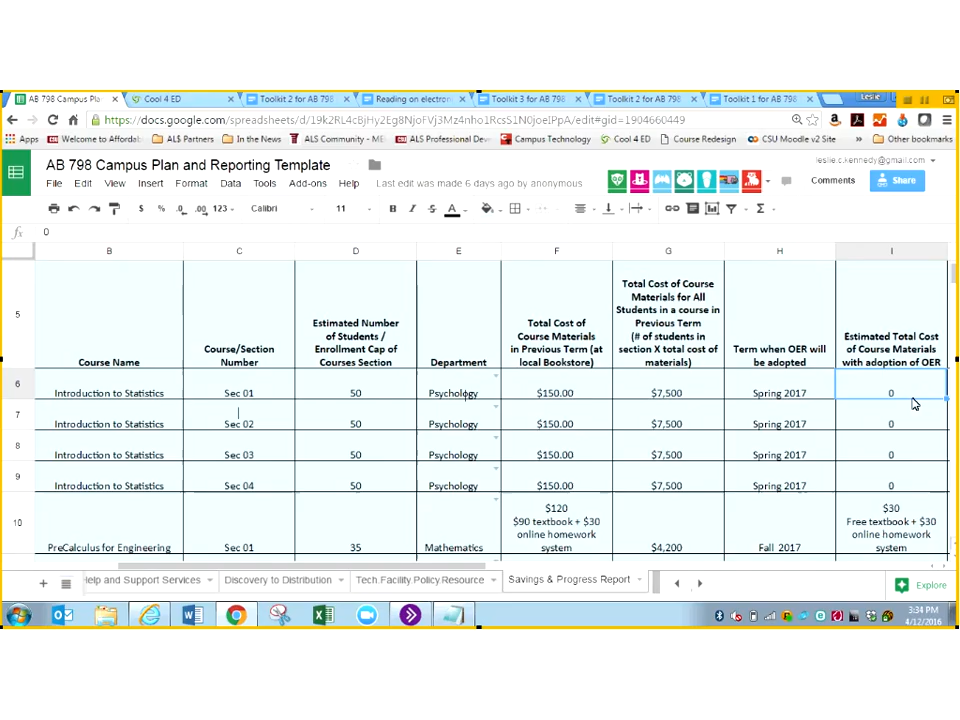 AB 798 Campus Pla
Cool 4 ED
Toolkit 2 for AB 798
Reading on electron
Toolkit 3 for AB 798
Toolkit 2 for AB 798
Toolkit 1 for AB 798
Leslie
https://docs.google.com/spreadsheets/d/19k2RL4cBjHy2Eg8NjoFVj3Mz4nho1RcsS1N0JoeIPpA/edit#gid=1904660449
Apps
Welcome to Affordal
ALS Partners
In the News
ALS Community - ME
ALS Professional Dev
Campus Technology
Cool 4 ED
Course Redesign
CSU Moodle v2 Site
»
Other bookmarks
AB 798 Campus Plan and Reporting Template
leslie.c.kennedy@gmail.com
File Edit View Insert Format Data Tools Add-ons Help
Last edit was made 6 days ago by anonymous
Comments
Share
$ % .0 .00 123
Calibri
11
B I S A
Σ
fx 0
B C D E F G H I
5
Course Name
Course/Section
Number
Estimated Number
of Students /
Enrollment Cap of
Courses Section
Department
Total Cost of
Course Materials
in Previous Term (at
local Bookstore)
Total Cost of Course
Materials for All
Students in a course in
Previous Term
(# of students in
section X total cost of
materials)
Term when OER will
be adopted
Estimated Total Cost
of Course Materials
with adoption of OER
6 Introduction to Statistics Sec 01 50 Psychology $150.00 $7,500 Spring 2017 0
7 Introduction to Statistics Sec 02 50 Psychology $150.00 $7,500 Spring 2017 0
8 Introduction to Statistics Sec 03 50 Psychology $150.00 $7,500 Spring 2017 0
9 Introduction to Statistics Sec 04 50 Psychology $150.00 $7,500 Spring 2017 0
10
PreCalculus for Engineering
Sec 01
35
Mathematics
$120
$90 textbook + $30
online homework
system
$4,200
Fall 2017
$30
Free textbook + $30
online homework
system
Help and Support Services
Discovery to Distribution
Tech.Facility.Policy.Resource
Savings & Progress Report
Explore
3:34 PM
4/12/2016